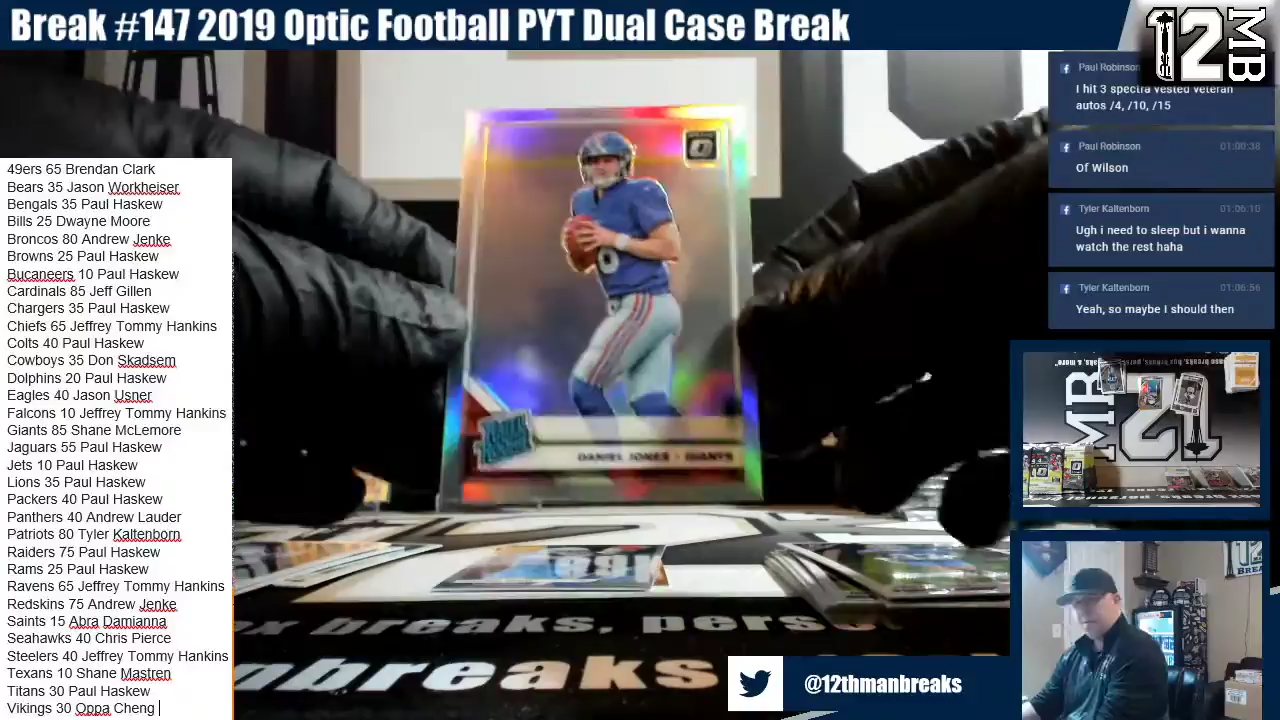 Break #147 2019 Optic Football PYT Dual Case Break
12
MB
49ers 65 Brendan Clark
Bears 35 Jason Workheiser
Bengals 35 Paul Haskew
Bills 25 Dwayne Moore
Broncos 80 Andrew Jenke
Browns 25 Paul Haskew
Bucaneers 10 Paul Haskew
Cardinals 85 Jeff Gillen
Chargers 35 Paul Haskew
Chiefs 65 Jeffrey Tommy Hankins
Colts 40 Paul Haskew
Cowboys 35 Don Skadsem
Dolphins 20 Paul Haskew
Eagles 40 Jason Usner
Falcons 10 Jeffrey Tommy Hankins
Giants 85 Shane McLemore
Jaguars 55 Paul Haskew
Jets 10 Paul Haskew
Lions 35 Paul Haskew
Packers 40 Paul Haskew
Panthers 40 Andrew Lauder
Patriots 80 Tyler Kaltenborn
Raiders 75 Paul Haskew
Rams 25 Paul Haskew
Ravens 65 Jeffrey Tommy Hankins
Redskins 75 Andrew Jenke
Saints 15 Abra Damianna
Seahawks 40 Chris Pierce
Steelers 40 Jeffrey Tommy Hankins
Texans 10 Shane Mastren
Titans 30 Paul Haskew
Vikings 30 Oppa Cheng
DANIEL JONES - GIANTS
breaks, pers
nbreaks
Paul Robinson
I hit 3 spectra vested veteran
autos /4, /10, /15
Paul Robinson 01:00:38
Of Wilson
Tyler Kaltenborn 01:06:10
Ugh i need to sleep but i wanna
watch the rest haha
Tyler Kaltenborn 01:06:56
Yeah, so maybe I should then
MB
12
@12thmanbreaks